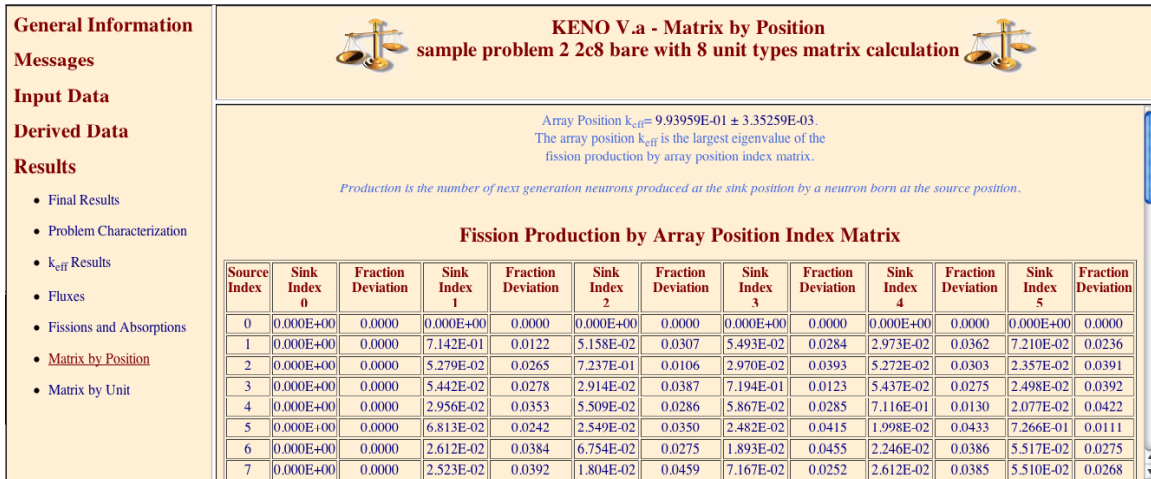 General Information
Messages
Input Data
Derived Data
Results
• Final Results
• Problem Characterization
• keff Results
• Fluxes
• Fissions and Absorptions
• Matrix by Position
• Matrix by Unit
KENO V.a - Matrix by Position
sample problem 2 2c8 bare with 8 unit types matrix calculation
Array Position keff= 9.93959E-01 ± 3.35259E-03.
The array position keff is the largest eigenvalue of the
fission production by array position index matrix.
Production is the number of next generation neutrons produced at the sink position by a neutron born at the source position.
Fission Production by Array Position Index Matrix
Source Index Sink Index 0 Fraction Deviation Sink Index 1 Fraction Deviation Sink Index 2 Fraction Deviation Sink Index 3 Fraction Deviation Sink Index 4 Fraction Deviation Sink Index 5 Fraction Deviation
0 0.000E+00 0.0000 0.000E+00 0.0000 0.000E+00 0.0000 0.000E+00 0.0000 0.000E+00 0.0000 0.000E+00 0.0000
1 0.000E+00 0.0000 7.142E-01 0.0122 5.158E-02 0.0307 5.493E-02 0.0284 2.973E-02 0.0362 7.210E-02 0.0236
2 0.000E+00 0.0000 5.279E-02 0.0265 7.237E-01 0.0106 2.970E-02 0.0393 5.272E-02 0.0303 2.357E-02 0.0391
3 0.000E+00 0.0000 5.442E-02 0.0278 2.914E-02 0.0387 7.194E-01 0.0123 5.437E-02 0.0275 2.498E-02 0.0392
4 0.000E+00 0.0000 2.956E-02 0.0353 5.509E-02 0.0286 5.867E-02 0.0285 7.116E-01 0.0130 2.077E-02 0.0422
5 0.000E+00 0.0000 6.813E-02 0.0242 2.549E-02 0.0350 2.482E-02 0.0415 1.998E-02 0.0433 7.266E-01 0.0111
6 0.000E+00 0.0000 2.612E-02 0.0384 6.754E-02 0.0275 1.893E-02 0.0455 2.246E-02 0.0386 5.517E-02 0.0275
7 0.000E+00 0.0000 2.523E-02 0.0392 1.804E-02 0.0459 7.167E-02 0.0252 2.612E-02 0.0385 5.510E-02 0.0268